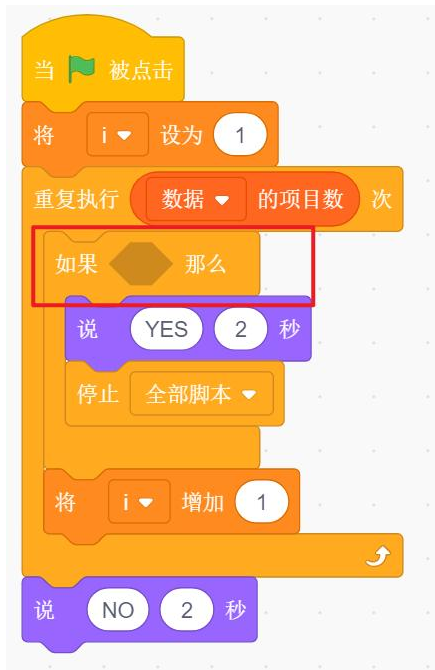 当 被点击
将 i 设为 1
重复执行 数据 的项目数 次
如果 那么
说 YES 2 秒
停止 全部脚本
将 i 增加 1
说 NO 2 秒